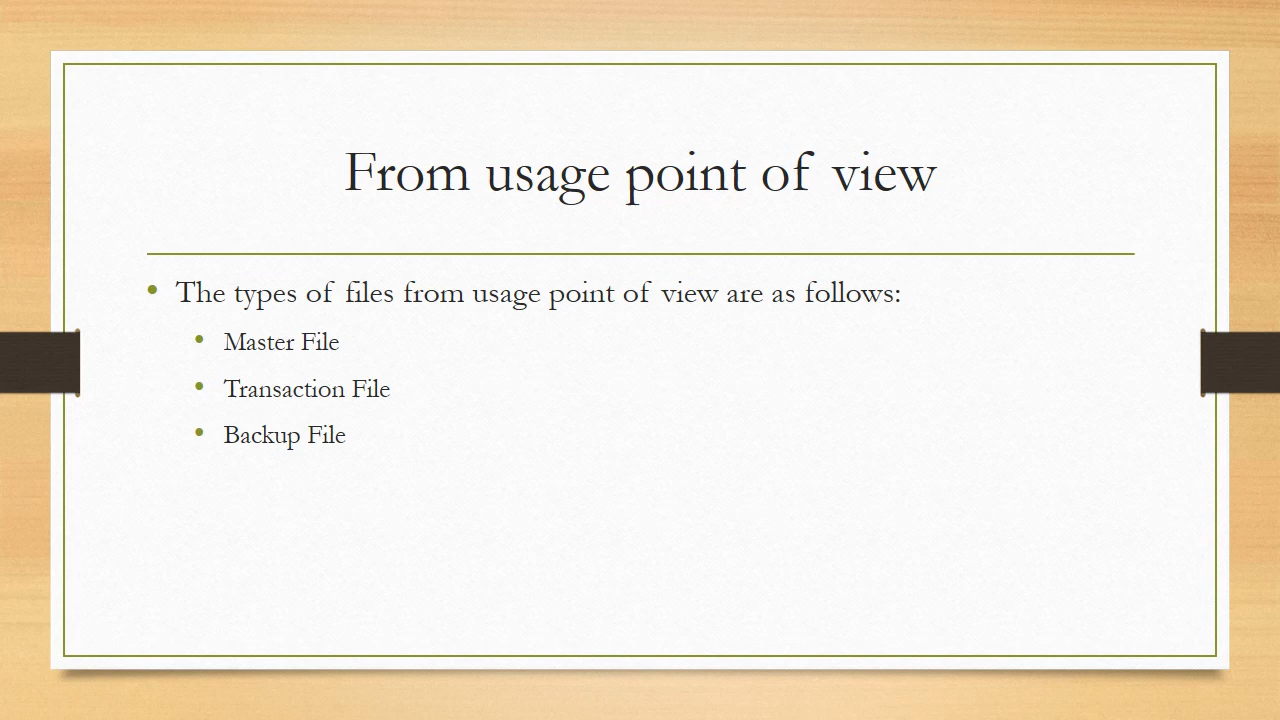 From usage point of view
• The types of files from usage point of view are as follows:
• Master File
• Transaction File
• Backup File